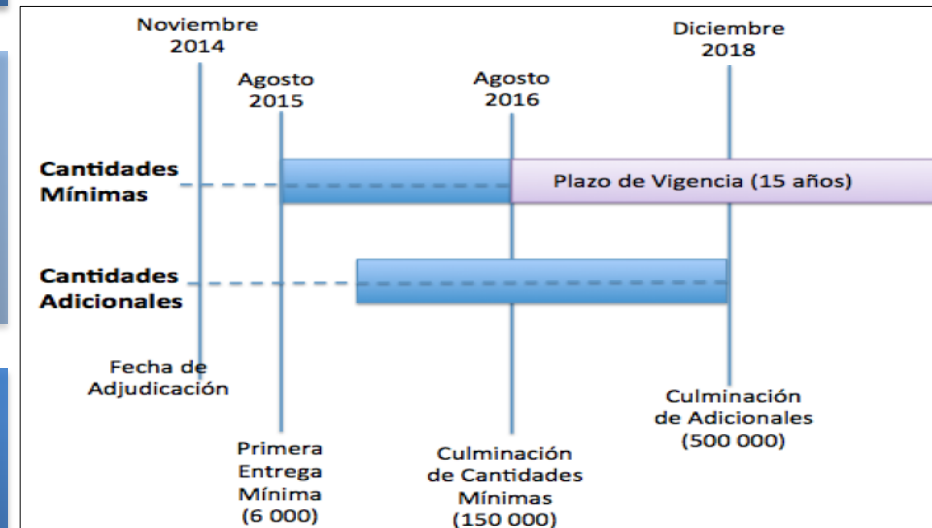 Noviembre
2014
Agosto
2015
Agosto
2016
Diciembre
2018
Cantidades
Mínimas
Plazo de Vigencia (15 años)
Cantidades
Adicionales
Fecha de
Adjudicación
Primera
Entrega
Mínima
(6 000)
Culminación
de Cantidades
Mínimas
(150 000)
Culminación
de Adicionales
(500 000)